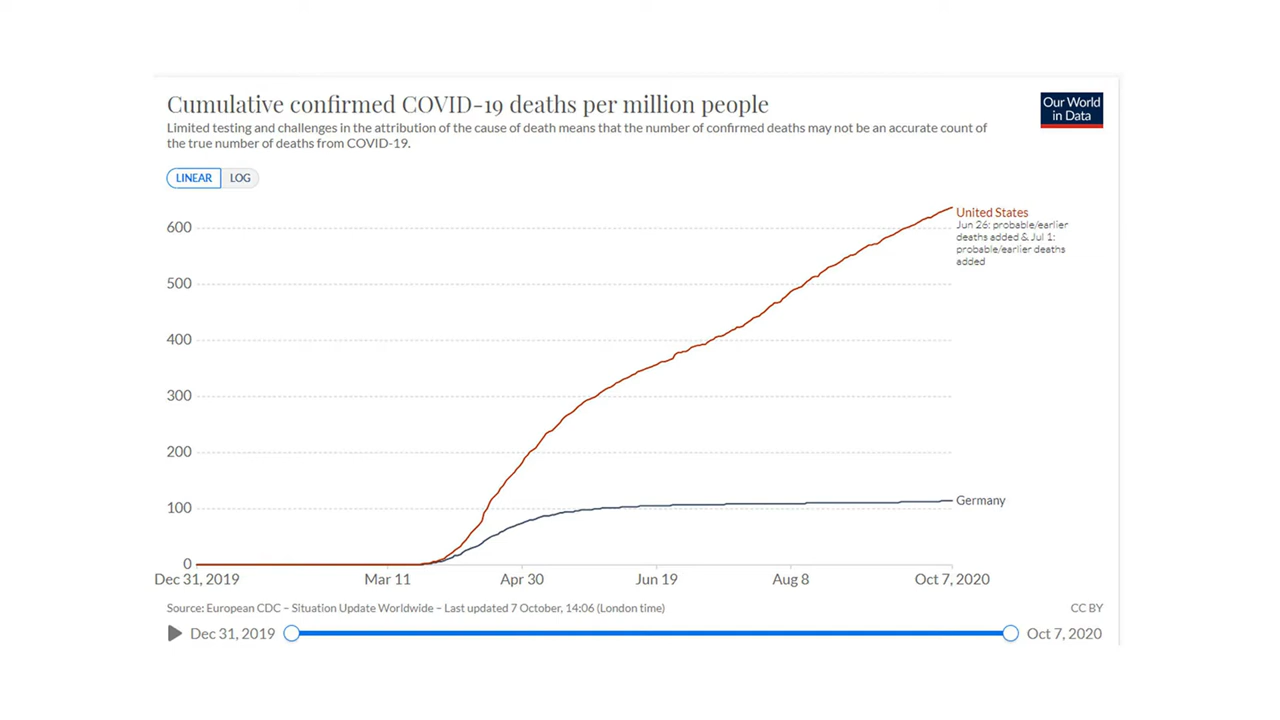 Cumulative confirmed COVID-19 deaths per million people
Our World
in Data
Limited testing and challenges in the attribution of the cause of death means that the number of confirmed deaths may not be an accurate count of
the true number of deaths from COVID-19.
LINEAR LOG
United States
Jun 26: probable/earlier
deaths added & Jul 1:
probable/earlier deaths
added
600
500
400
300
200
100
0
Germany
Dec 31, 2019 Mar 11 Apr 30 Jun 19 Aug 8 Oct 7, 2020
Source: European CDC – Situation Update Worldwide – Last updated 7 October, 14:06 (London time) CC BY
Dec 31, 2019 Oct 7, 2020